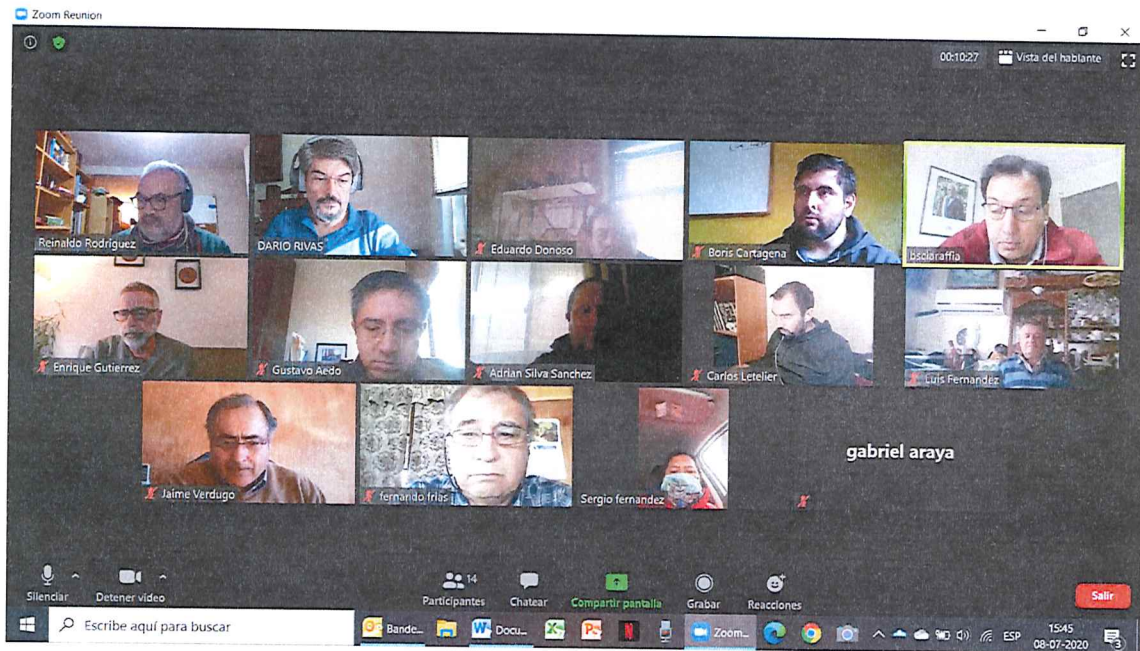 Zoom Reunion
00:10:27 Vista del hablante
Reinaldo Rodriguez
DARIO RIVAS
Eduardo Donoso
Boris Cartagena
bsciaraffia
Enrique Gutierrez
Gustavo Aedo
Adrian Silva Sanchez
Carlos Letelier
Luis Fernandez
Jaime Verdugo
fernando frias
Sergio fernandez
gabriel araya
Silenciar
Detener video
14
Participantes
Chatear
Compartir pantalla
Grabar
Reacciones
Salir
Escribe aquí para buscar
Bande...
Docu...
Zoom...
ESP
15:45
08-07-2020
3